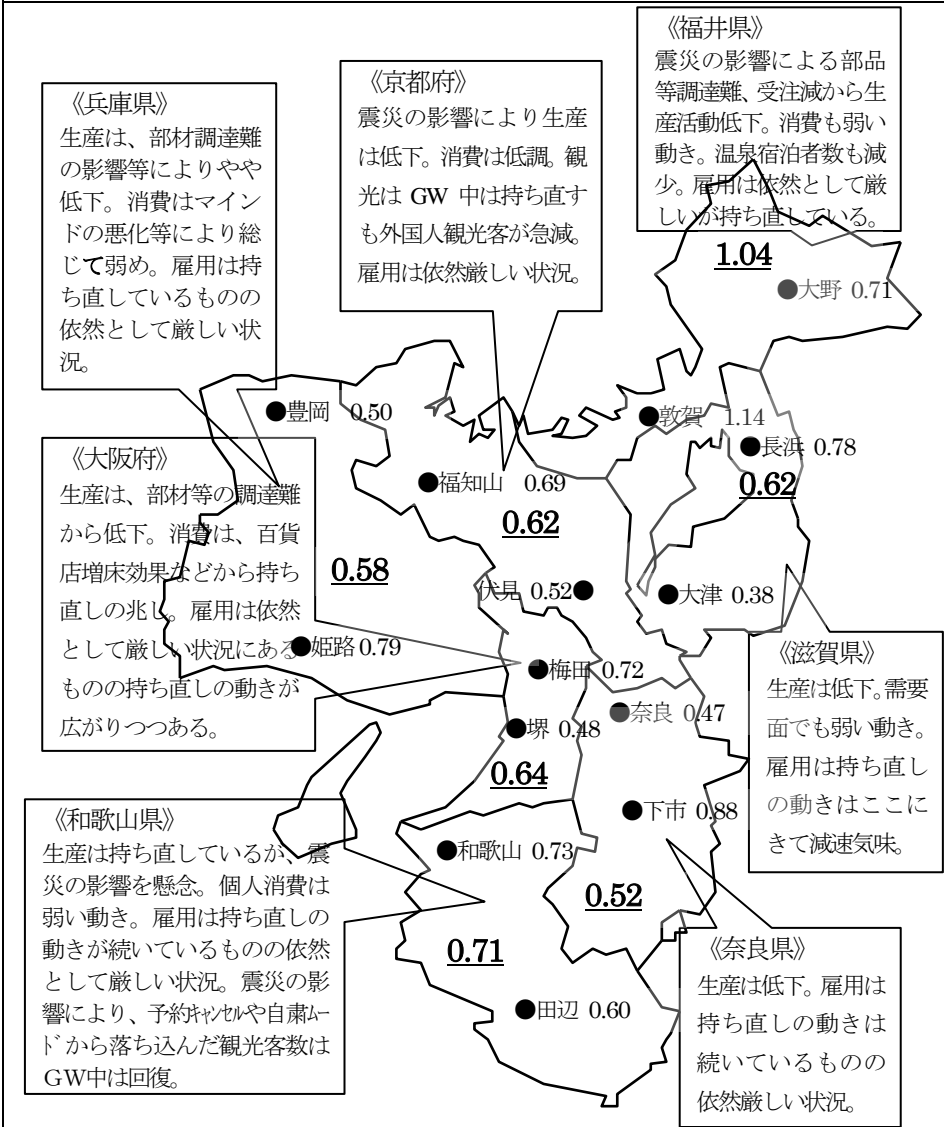 《福井県》
震災の影響による部品
等調達難、受注減から生
産活動低下。消費も弱い
動き。温泉宿泊者数も減
少。雇用は依然として厳
しいが持ち直している。
《京都府》
震災の影響により生産
は低下。消費は低調。観
光は GW 中は持ち直す
も外国人観光客が急減。
雇用は依然厳しい状況。
《兵庫県》
生産は、部材調達難
の影響等によりやや
低下。消費はマイン
ドの悪化等により総
じて弱め。雇用は持
ち直しているものの
依然として厳しい状
況。
1.04
●大野 0.71
●豊岡 0.50
●敦賀 1.14
●長浜 0.78
0.62
●福知山 0.69
0.62
《大阪府》
生産は、部材等の調達難
から低下。消費は、百貨
店増床効果などから持ち
直しの兆し。雇用は依然
として厳しい状況にある
ものの持ち直しの動きが
広がりつつある。
0.58
伏見 0.52●
●大津 0.38
●姫路 0.79
●梅田 0.72
●奈良 0.47
●堺 0.48
0.64
《滋賀県》
生産は低下。需要
面でも弱い動き。
雇用は持ち直し
の動きはここに
きて減速気味。
●下市 0.88
●和歌山 0.73
0.52
0.71
●田辺 0.60
《和歌山県》
生産は持ち直しているが、震
災の影響を懸念。個人消費は
弱い動き。雇用は持ち直しの
動きが続いているものの依然
として厳しい状況。震災の影
響により、予約ｷｬﾝｾﾙや自粛ﾑｰ
ﾄﾞから落ち込んだ観光客数は
GW中は回復。
《奈良県》
生産は低下。雇用は
持ち直しの動きは
続いているものの
依然厳しい状況。